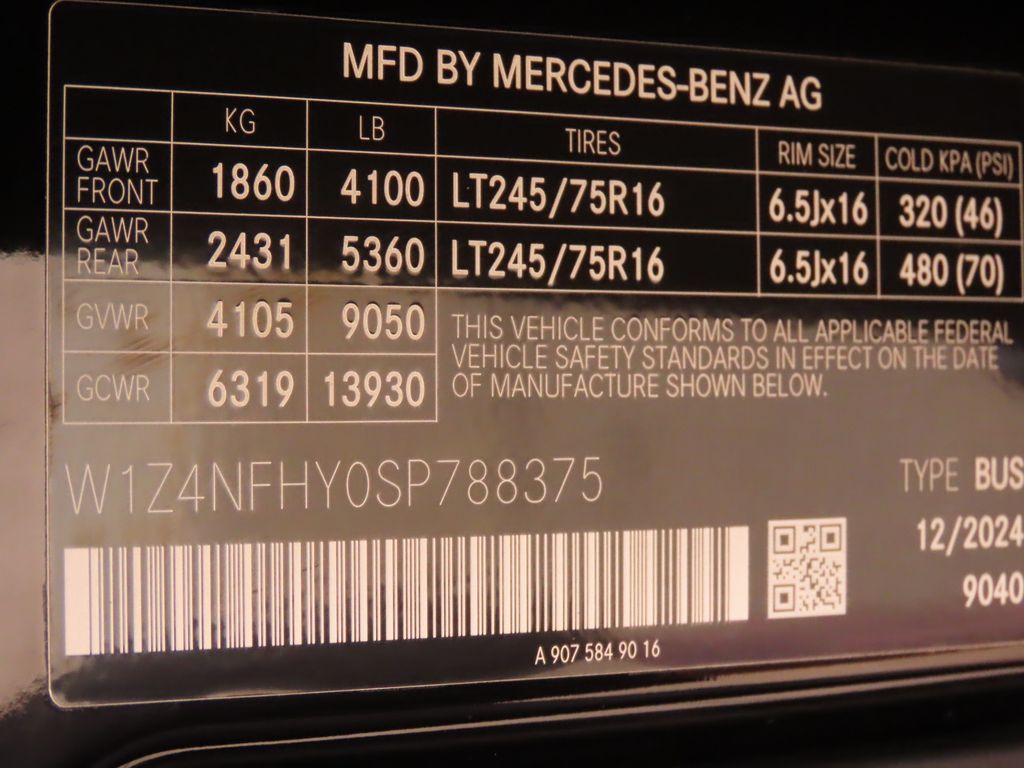 MFD BY MERCEDES-BENZ AG
KG LB TIRES RIM SIZE COLD KPA (PSI)
GAWR FRONT 1860 4100 LT245/75R16 6.5Jx16 320 (46)
GAWR REAR 2431 5360 LT245/75R16 6.5Jx16 480 (70)
GVWR 4105 9050
GCWR 6319 13930
THIS VEHICLE CONFORMS TO ALL APPLICABLE FEDERAL
VEHICLE SAFETY STANDARDS IN EFFECT ON THE DATE
OF MANUFACTURE SHOWN BELOW.
W1Z4NFHY0SP788375
TYPE BUS
12/2024
9040
A 907 584 90 16